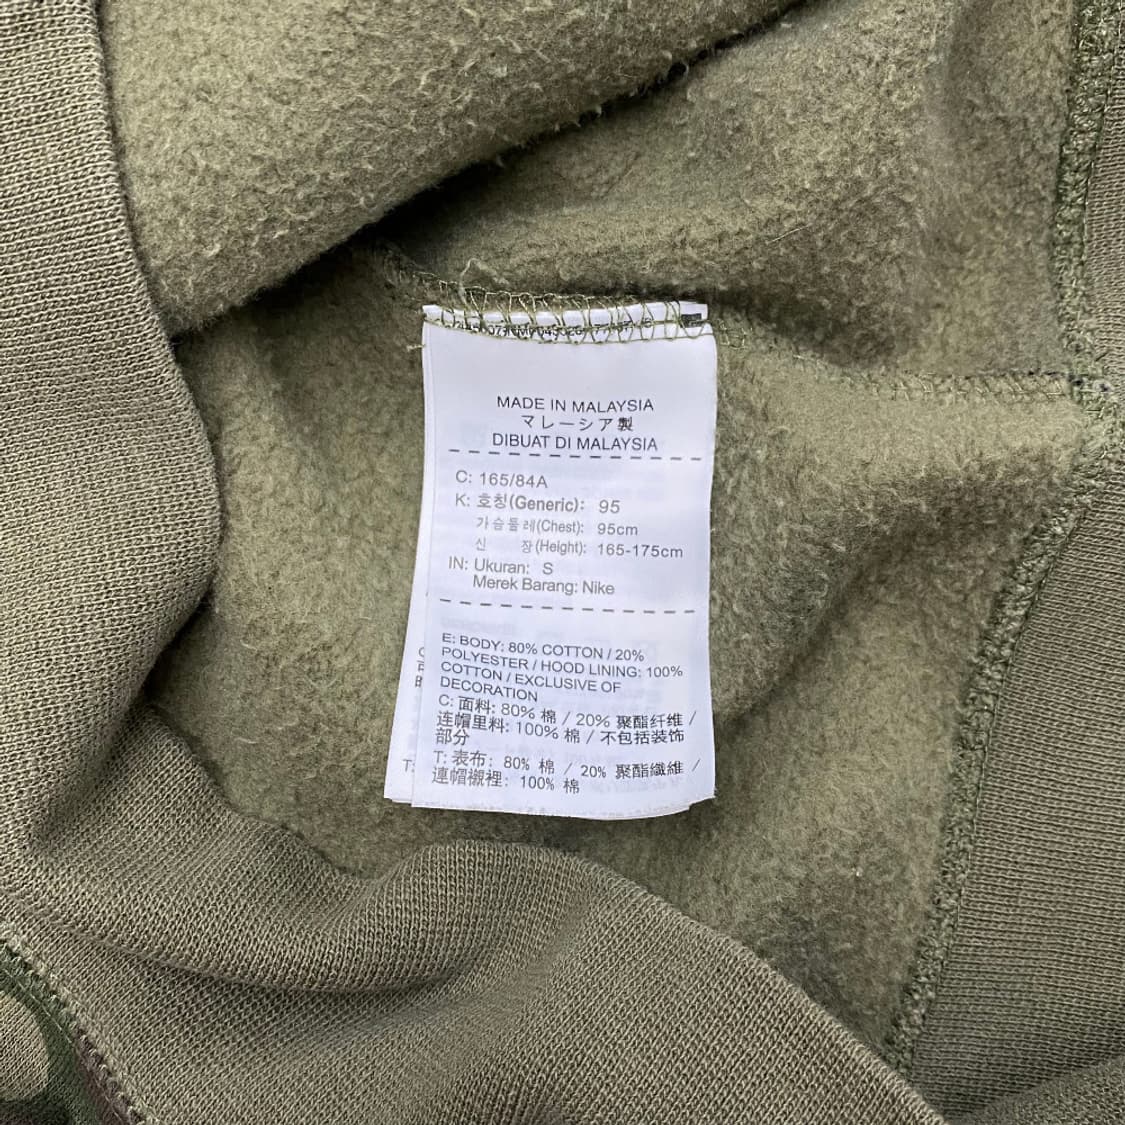 MADE IN MALAYSIA
マレーシア製
DIBUAT DI MALAYSIA
C: 165/84A
K: 호칭(Generic): 95
가슴둘레(Chest): 95cm
신 장(Height): 165-175cm
IN: Ukuran: S
Merek Barang: Nike
E: BODY: 80% COTTON / 20%
POLYESTER / HOOD LINING: 100%
COTTON / EXCLUSIVE OF
DECORATION
C: 面料: 80% 棉 / 20% 聚酯纤维 /
连帽里料: 100% 棉 / 不包括装饰
部分
T: 表布: 80% 棉 / 20% 聚酯纖維 /
連帽襯裡: 100% 棉
T: